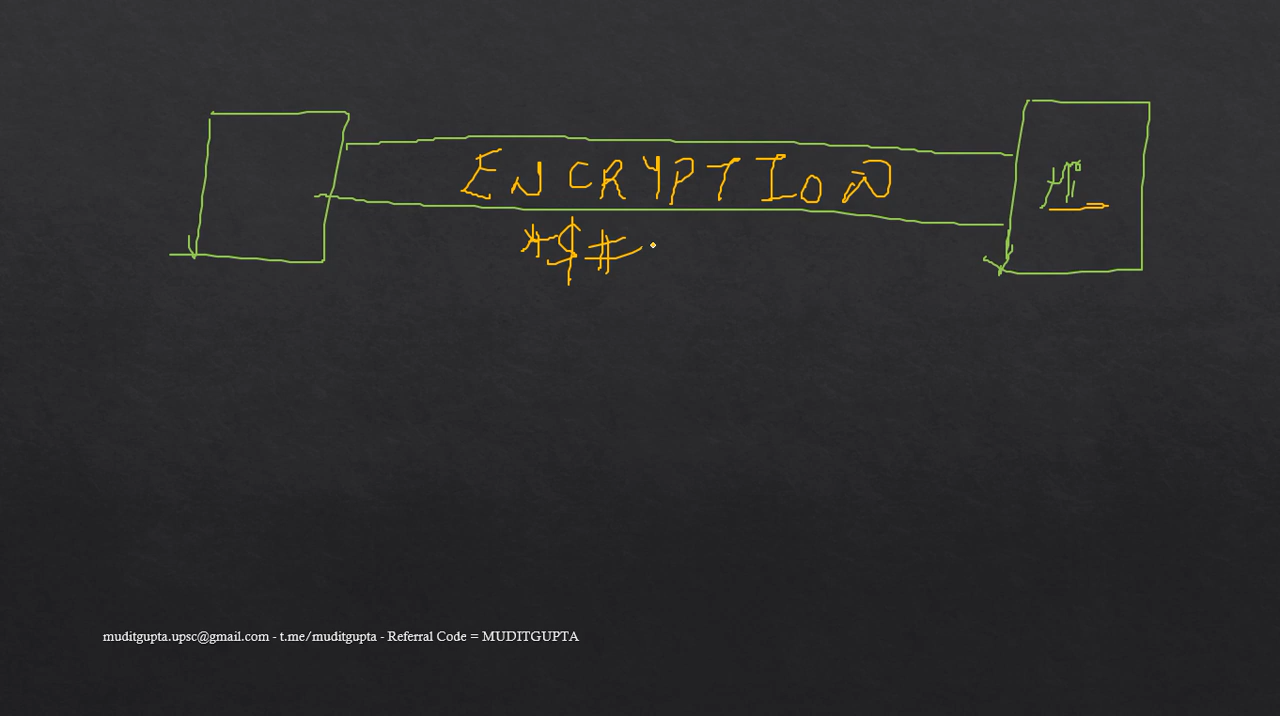 ENCRYPTION
*$#
muditgupta.upsc@gmail.com - t.me/muditgupta - Referral Code = MUDITGUPTA